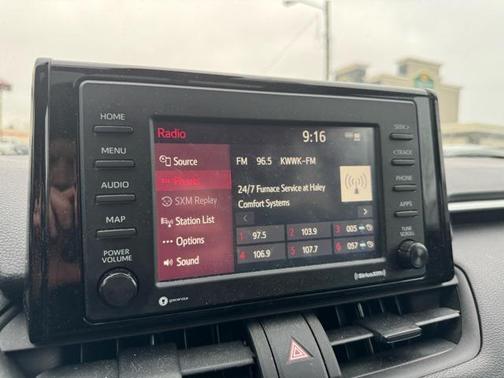 HOME
MENU
AUDIO
MAP
POWER
VOLUME
Radio
9:16
Source
SXM Replay
Station List
Options
Sound
FM 96.5 KWWK-FM
24/7 Furnace Service at Haley
Comfort Systems
1 97.5
2 103.9
3 005
4 106.9
5 107.7
6 057
SEEK>
<TRACK
PHONE
APPS
TUNE
SCROLL
SiriusXM
gracenote